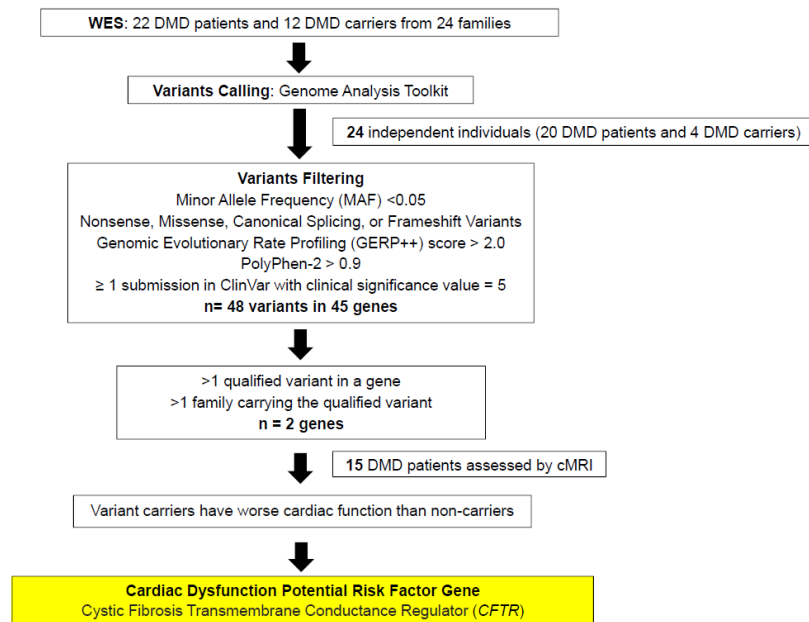 WES: 22 DMD patients and 12 DMD carriers from 24 families
Variants Calling: Genome Analysis Toolkit
24 independent individuals (20 DMD patients and 4 DMD carriers)
Variants Filtering
Minor Allele Frequency (MAF) <0.05
Nonsense, Missense, Canonical Splicing, or Frameshift Variants
Genomic Evolutionary Rate Profiling (GERP++) score > 2.0
PolyPhen-2 > 0.9
≥ 1 submission in ClinVar with clinical significance value = 5
n= 48 variants in 45 genes
>1 qualified variant in a gene
>1 family carrying the qualified variant
n = 2 genes
15 DMD patients assessed by cMRI
Variant carriers have worse cardiac function than non-carriers
Cardiac Dysfunction Potential Risk Factor Gene
Cystic Fibrosis Transmembrane Conductance Regulator (CFTR)